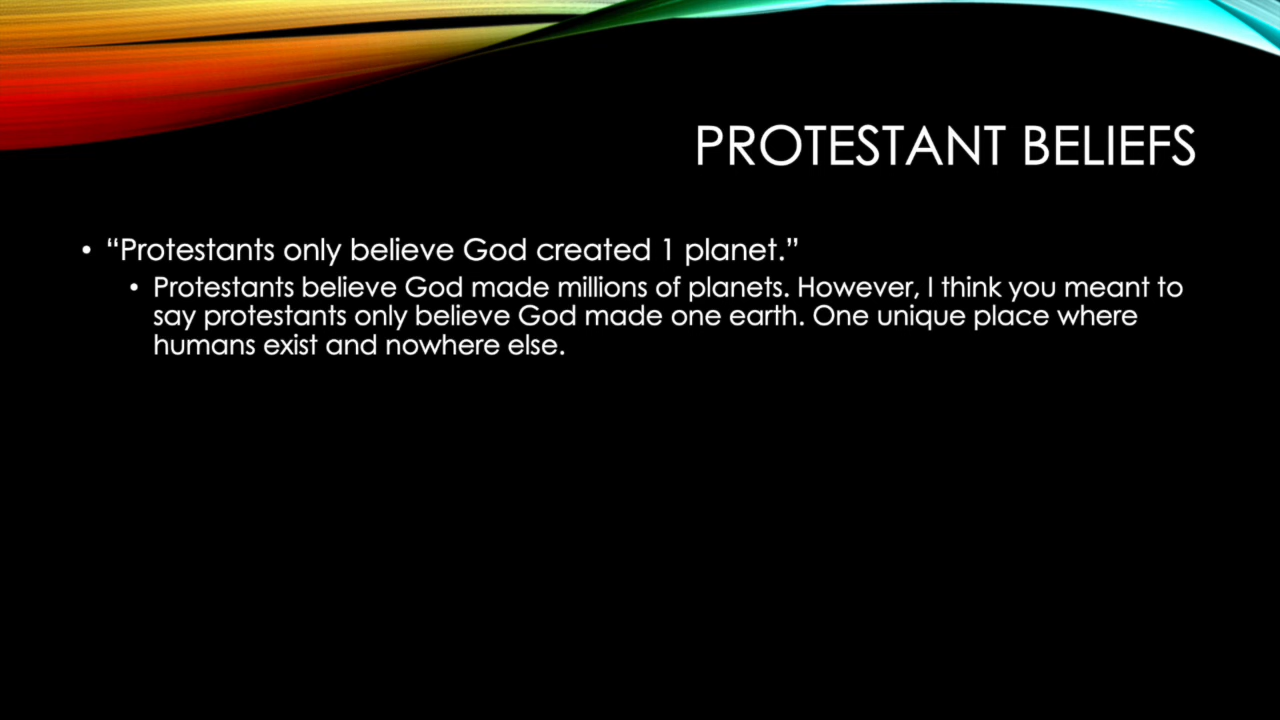 PROTESTANT BELIEFS
• “Protestants only believe God created 1 planet.”
• Protestants believe God made millions of planets. However, I think you meant to
say protestants only believe God made one earth. One unique place where
humans exist and nowhere else.